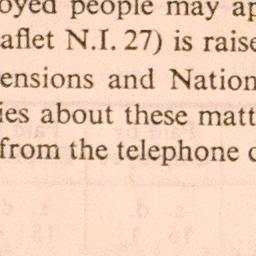 oyed people may ap
aflet N.I. 27) is raise
ensions and Nation
ies about these matt
from the telephone